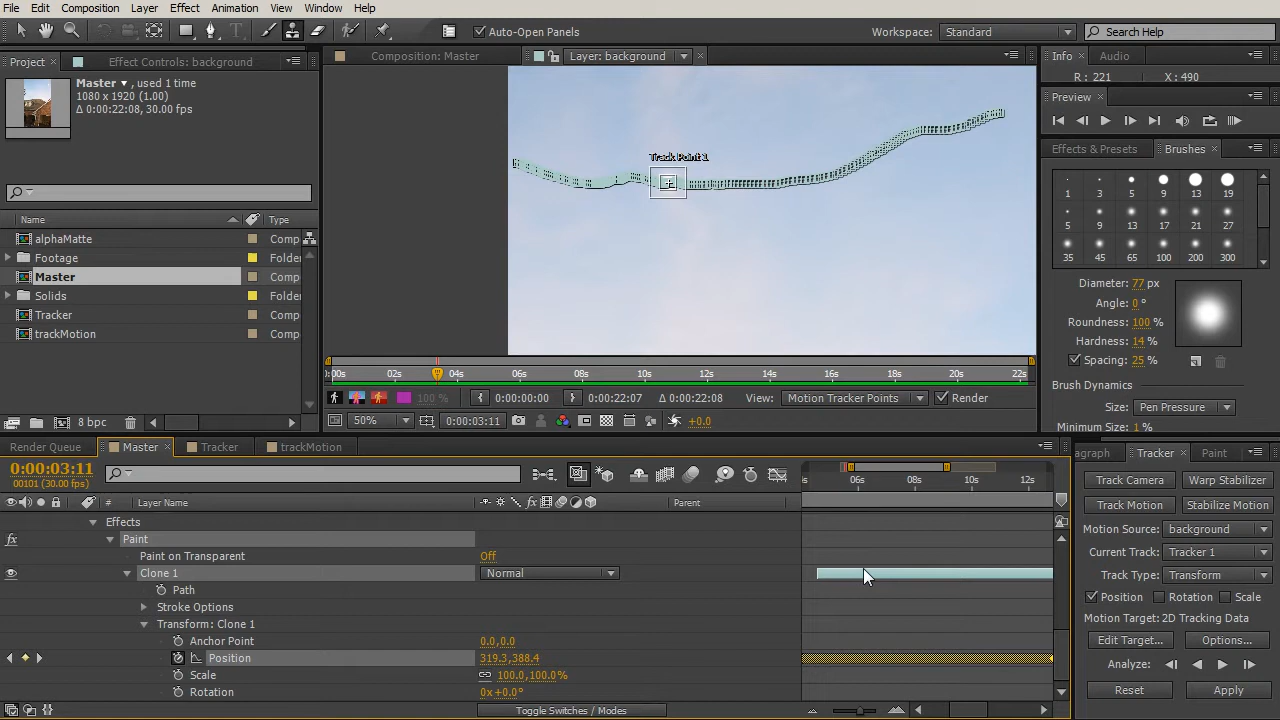 File Edit Composition Layer Effect Animation View Window Help
Auto-Open Panels
Workspace: Standard
Search Help
Project
Effect Controls: background
Composition: Master
Layer: background
Info
Audio
Master , used 1 time
1080 x 1920 (1.00)
Δ 0:00:22:08, 30.00 fps
R : 221
X : 490
Preview
Effects & Presets
Brushes
Name
Type
alphaMatte
Comp
Footage
Folder
Master
Comp
Solids
Folder
Tracker
Comp
trackMotion
Comp
Track Point 1
1 3 5 9 13 19
5 9 13 17 21 27
35 45 65 100 200 300
Diameter: 77 px
Angle: 0 °
Roundness: 100 %
Hardness: 14 %
Spacing: 25 %
Brush Dynamics
Size: Pen Pressure
Minimum Size: 1 %
:00s 02s 04s 06s 08s 10s 12s 14s 16s 18s 20s 22s
100 %
0:00:00:00
0:00:22:07
Δ 0:00:22:08
View: Motion Tracker Points
Render
8 bpc
50%
0:00:03:11
+0.0
Render Queue
Master
Tracker
trackMotion
agraph
Tracker
Paint
0:00:03:11
00101 (30.00 fps)
06s 08s 10s 12s
Track Camera
Warp Stabilizer
#
Layer Name
Parent
Track Motion
Stabilize Motion
Effects
Motion Source: background
Paint
Current Track: Tracker 1
Paint on Transparent
Off
Clone 1
Normal
Track Type: Transform
Path
Position
Rotation
Scale
Stroke Options
Motion Target: 2D Tracking Data
Transform: Clone 1
Edit Target...
Options...
Anchor Point
0.0,0.0
Position
319.3,388.4
Analyze:
Scale
100.0,100.0%
Rotation
0x+0.0°
Reset
Apply
Toggle Switches / Modes